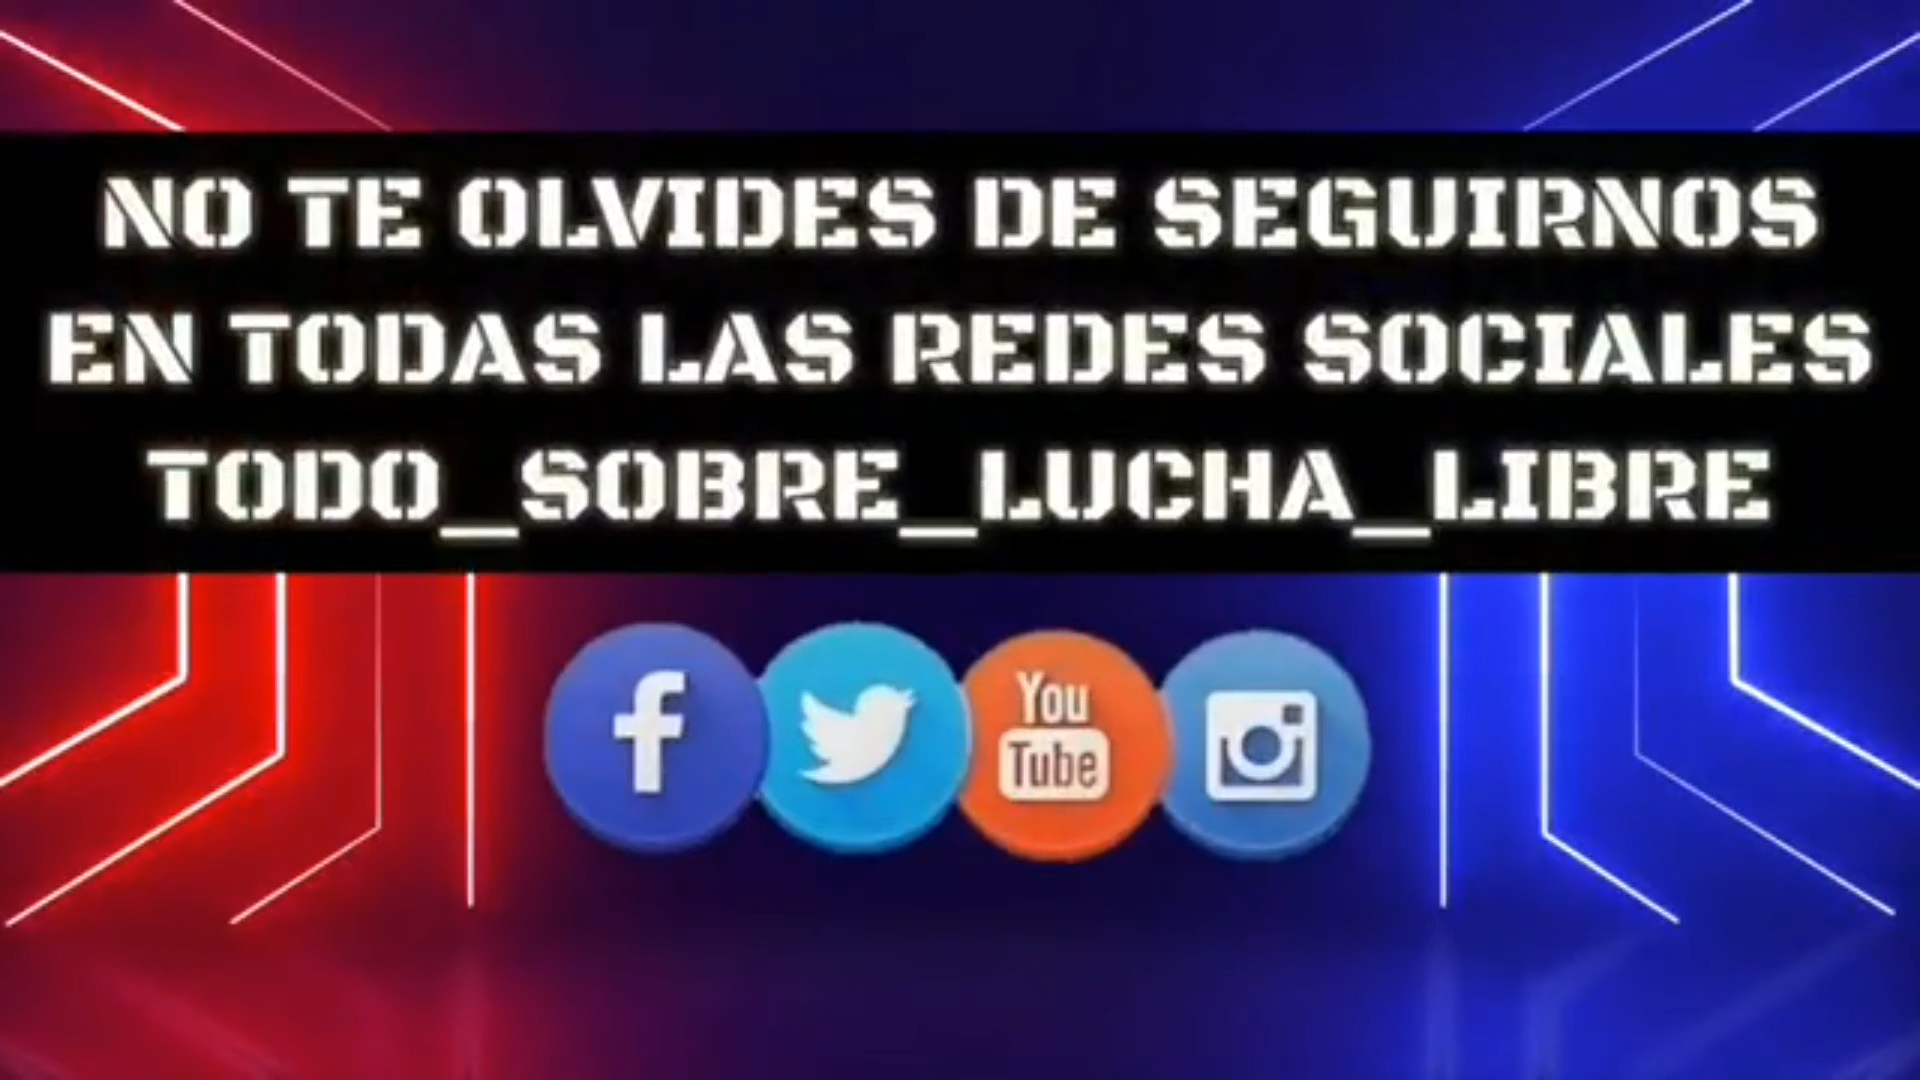 NO TE OLVIDES DE SEGUIRNOS
EN TODAS LAS REDES SOCIALES
TODO_SOBRE_LUCHA_LIBRE
f
You
Tube